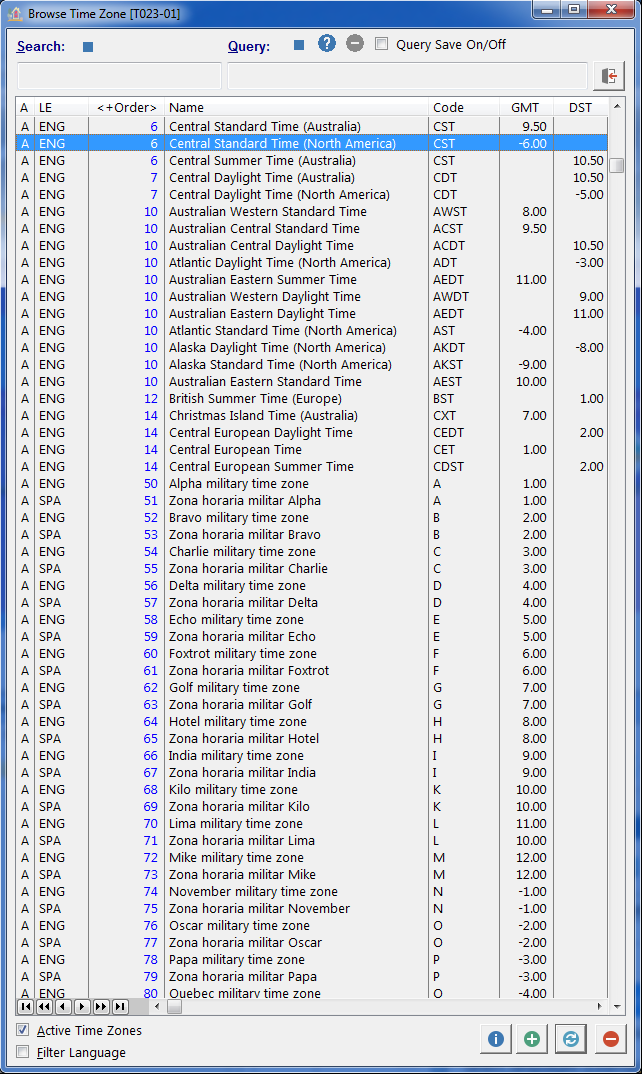 Browse Time Zone [T023-01]
Search: Query: ? Query Save On/Off
A LE <+Order> Name Code GMT DST
A ENG 6 Central Standard Time (Australia) CST 9.50
A ENG 6 Central Standard Time (North America) CST -6.00
A ENG 6 Central Summer Time (Australia) CST 10.50
A ENG 7 Central Daylight Time (Australia) CDT 10.50
A ENG 7 Central Daylight Time (North America) CDT -5.00
A ENG 10 Australian Western Standard Time AWST 8.00
A ENG 10 Australian Central Standard Time ACST 9.50
A ENG 10 Australian Central Daylight Time ACDT 10.50
A ENG 10 Atlantic Daylight Time (North America) ADT -3.00
A ENG 10 Australian Eastern Summer Time AEDT 11.00
A ENG 10 Australian Western Daylight Time AWDT 9.00
A ENG 10 Australian Eastern Daylight Time AEDT 11.00
A ENG 10 Atlantic Standard Time (North America) AST -4.00
A ENG 10 Alaska Daylight Time (North America) AKDT -8.00
A ENG 10 Alaska Standard Time (North America) AKST -9.00
A ENG 10 Australian Eastern Standard Time AEST 10.00
A ENG 12 British Summer Time (Europe) BST 1.00
A ENG 14 Christmas Island Time (Australia) CXT 7.00
A ENG 14 Central European Daylight Time CEDT 2.00
A ENG 14 Central European Time CET 1.00
A ENG 14 Central European Summer Time CDST 2.00
A ENG 50 Alpha military time zone A 1.00
A SPA 51 Zona horaria militar Alpha A 1.00
A ENG 52 Bravo military time zone B 2.00
A SPA 53 Zona horaria militar Bravo B 2.00
A ENG 54 Charlie military time zone C 3.00
A SPA 55 Zona horaria militar Charlie C 3.00
A ENG 56 Delta military time zone D 4.00
A SPA 57 Zona horaria militar Delta D 4.00
A ENG 58 Echo military time zone E 5.00
A SPA 59 Zona horaria militar Echo E 5.00
A ENG 60 Foxtrot military time zone F 6.00
A SPA 61 Zona horaria militar Foxtrot F 6.00
A ENG 62 Golf military time zone G 7.00
A SPA 63 Zona horaria militar Golf G 7.00
A ENG 64 Hotel military time zone H 8.00
A SPA 65 Zona horaria militar Hotel H 8.00
A ENG 66 India military time zone I 9.00
A SPA 67 Zona horaria militar India I 9.00
A ENG 68 Kilo military time zone K 10.00
A SPA 69 Zona horaria militar Kilo K 10.00
A ENG 70 Lima military time zone L 11.00
A SPA 71 Zona horaria militar Lima L 10.00
A ENG 72 Mike military time zone M 12.00
A SPA 73 Zona horaria militar Mike M 12.00
A ENG 74 November military time zone N -1.00
A SPA 75 Zona horaria militar November N -1.00
A ENG 76 Oscar military time zone O -2.00
A SPA 77 Zona horaria militar Oscar O -2.00
A ENG 78 Papa military time zone P -3.00
A SPA 79 Zona horaria militar Papa P -3.00
A ENG 80 Quebec military time zone O -4.00
Active Time Zones
Filter Language